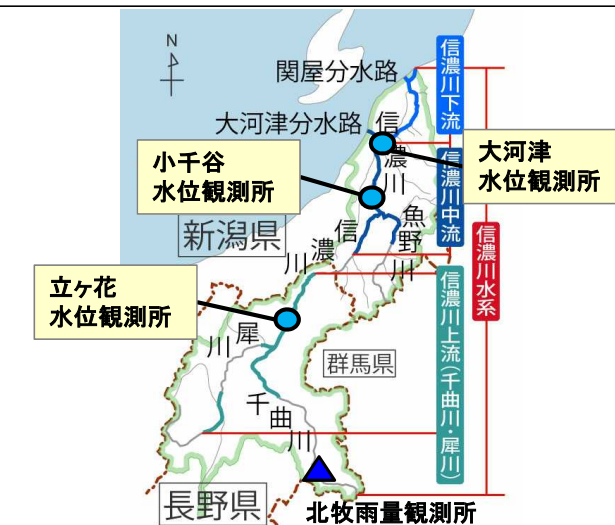 N
関屋分水路
大河津分水路
信濃川
小千谷
水位観測所
大河津
水位観測所
新潟県
魚野川
信濃川
立ヶ花
水位観測所
犀川
群馬県
千曲川
長野県
北牧雨量観測所
信濃川下流
信濃川中流
信濃川上流(千曲川・犀川)
信濃川水系